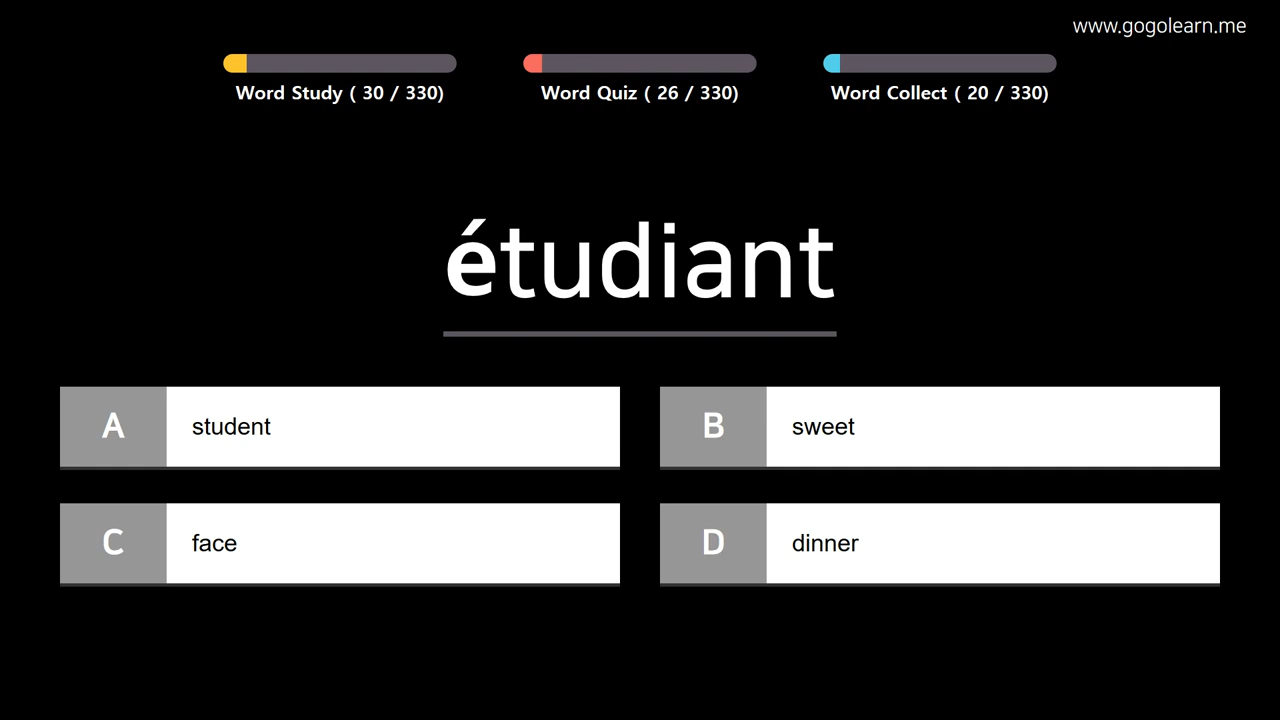 www.gogolearn.me
Word Study ( 30 / 330)
Word Quiz ( 26 / 330)
Word Collect ( 20 / 330)
étudiant
A student
B sweet
C face
D dinner